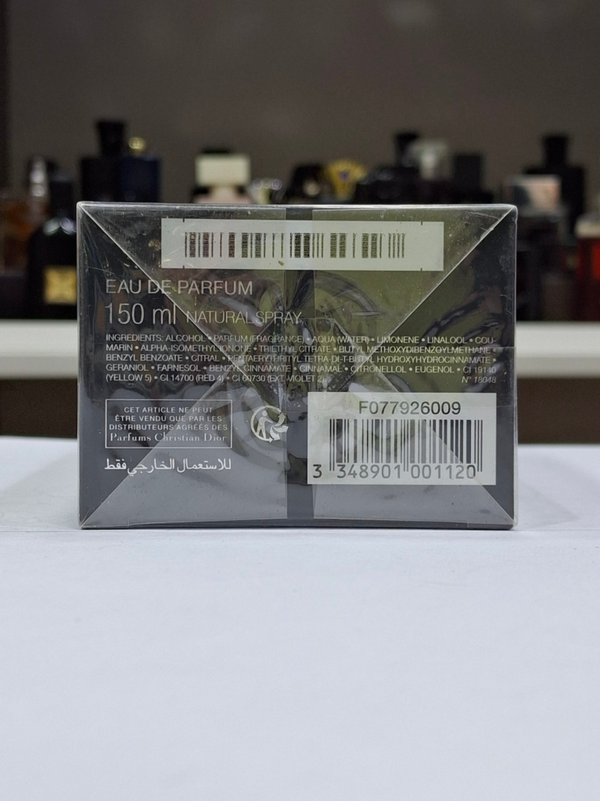 EAU DE PARFUM
150 ml NATURAL SPRAY
INGREDIENTS: ALCOHOL • PARFUM (FRAGRANCE) • AQUA (WATER) • LIMONENE • LINALOOL • COU-
MARIN • ALPHA-ISOMETHYL IONONE • TRIETHYL CITRATE • BUTYL METHOXYDIBENZOYLMETHANE •
BENZYL BENZOATE • CITRAL • PENTAERYTHRITYL TETRA-DI-T-BUTYL HYDROXYHYDROCINNAMATE •
GERANIOL • FARNESOL • BENZYL CINNAMATE • CINNAMAL • CITRONELLOL • EUGENOL • CI 19140
(YELLOW 5) • CI 14700 (RED 4) • CI 60730 (EXT. VIOLET 2) N° 18048
CET ARTICLE NE PEUT
ÊTRE VENDU QUE PAR LES
DISTRIBUTEURS AGRÉÉS DES
Parfums Christian Dior
للاستعمال الخارجي فقط
F077926009
3 348901 001120